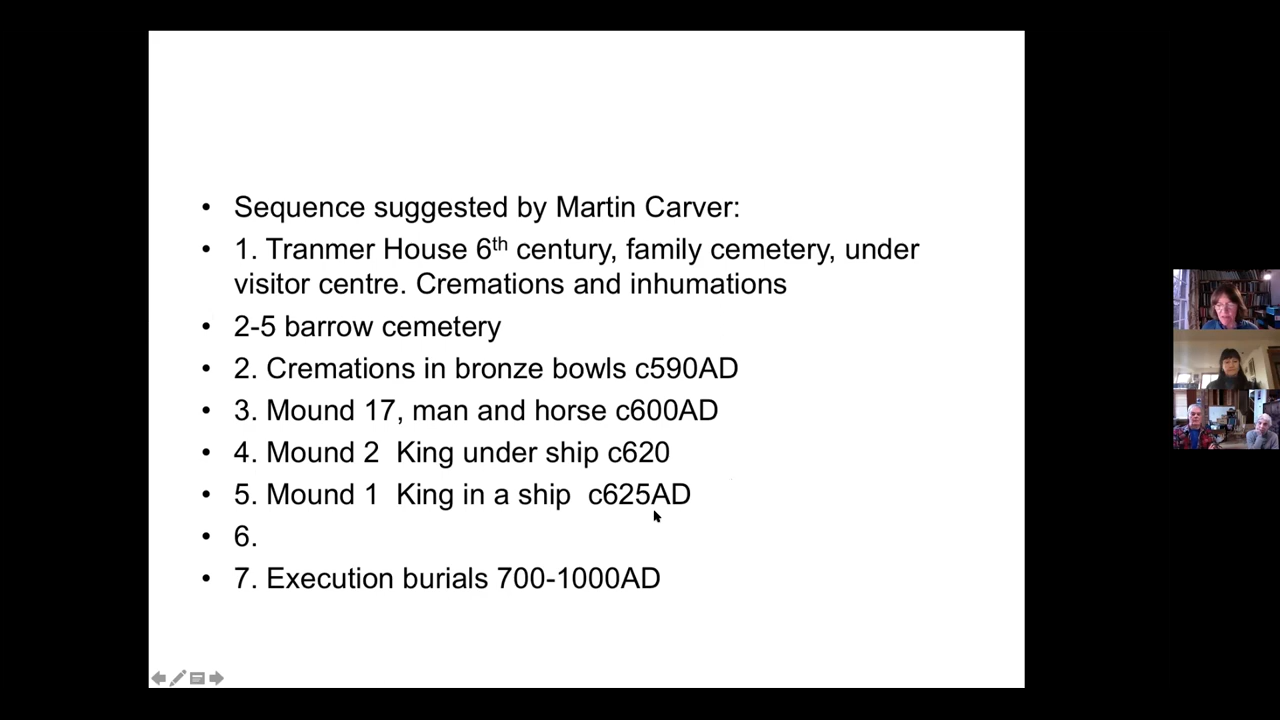 • Sequence suggested by Martin Carver:
• 1. Tranmer House 6th century, family cemetery, under
visitor centre. Cremations and inhumations
• 2-5 barrow cemetery
• 2. Cremations in bronze bowls c590AD
• 3. Mound 17, man and horse c600AD
• 4. Mound 2  King under ship c620
• 5. Mound 1  King in a ship  c625AD
• 6.
• 7. Execution burials 700-1000AD